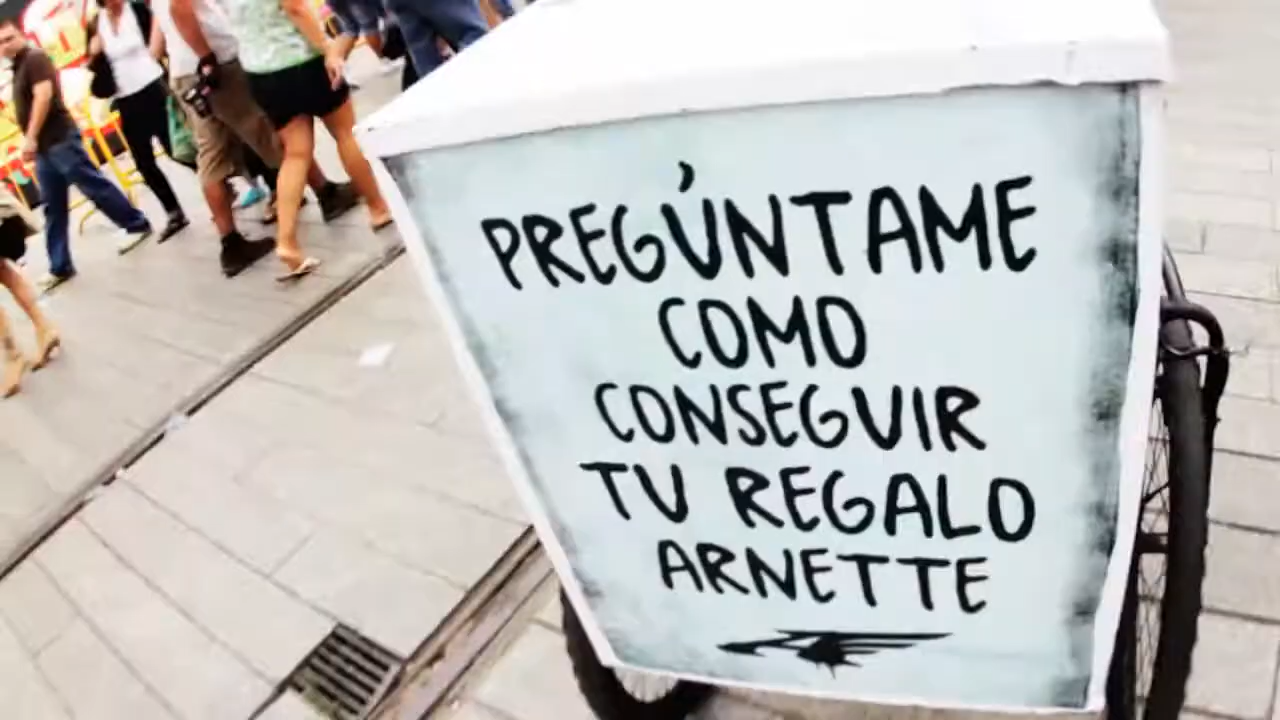 PREGÚNTAME
COMO
CONSEGUIR
TU REGALO
ARNETTE